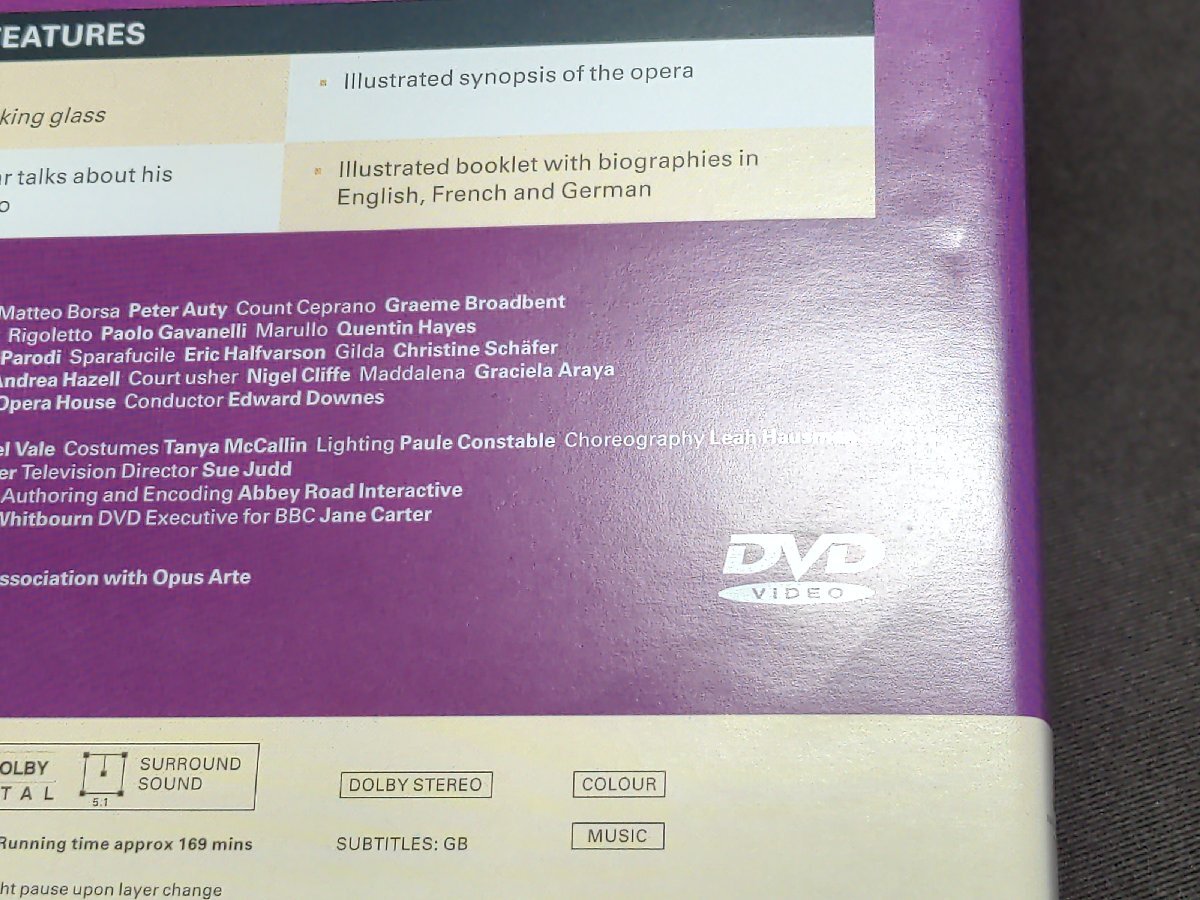 FEATURES
Illustrated synopsis of the opera
king glass
Illustrated booklet with biographies in
English, French and German
r talks about his
o
Matteo Borsa Peter Auty Count Ceprano Graeme Broadbent
Rigoletto Paolo Gavanelli Marullo Quentin Hayes
Parodi Sparafucile Eric Halfvarson Gilda Christine Schäfer
Andrea Hazell Court usher Nigel Cliffe Maddalena Graciela Araya
Opera House Conductor Edward Downes
el Vale Costumes Tanya McCallin Lighting Paule Constable Choreography Leah
er Television Director Sue Judd
Authoring and Encoding Abbey Road Interactive
Whitbourn DVD Executive for BBC Jane Carter
ssociation with Opus Arte
DVD
VIDEO
OLBY
TAL
5.1
SURROUND
SOUND
DOLBY STEREO
COLOUR
Running time approx 169 mins
SUBTITLES: GB
MUSIC
ht pause upon layer change